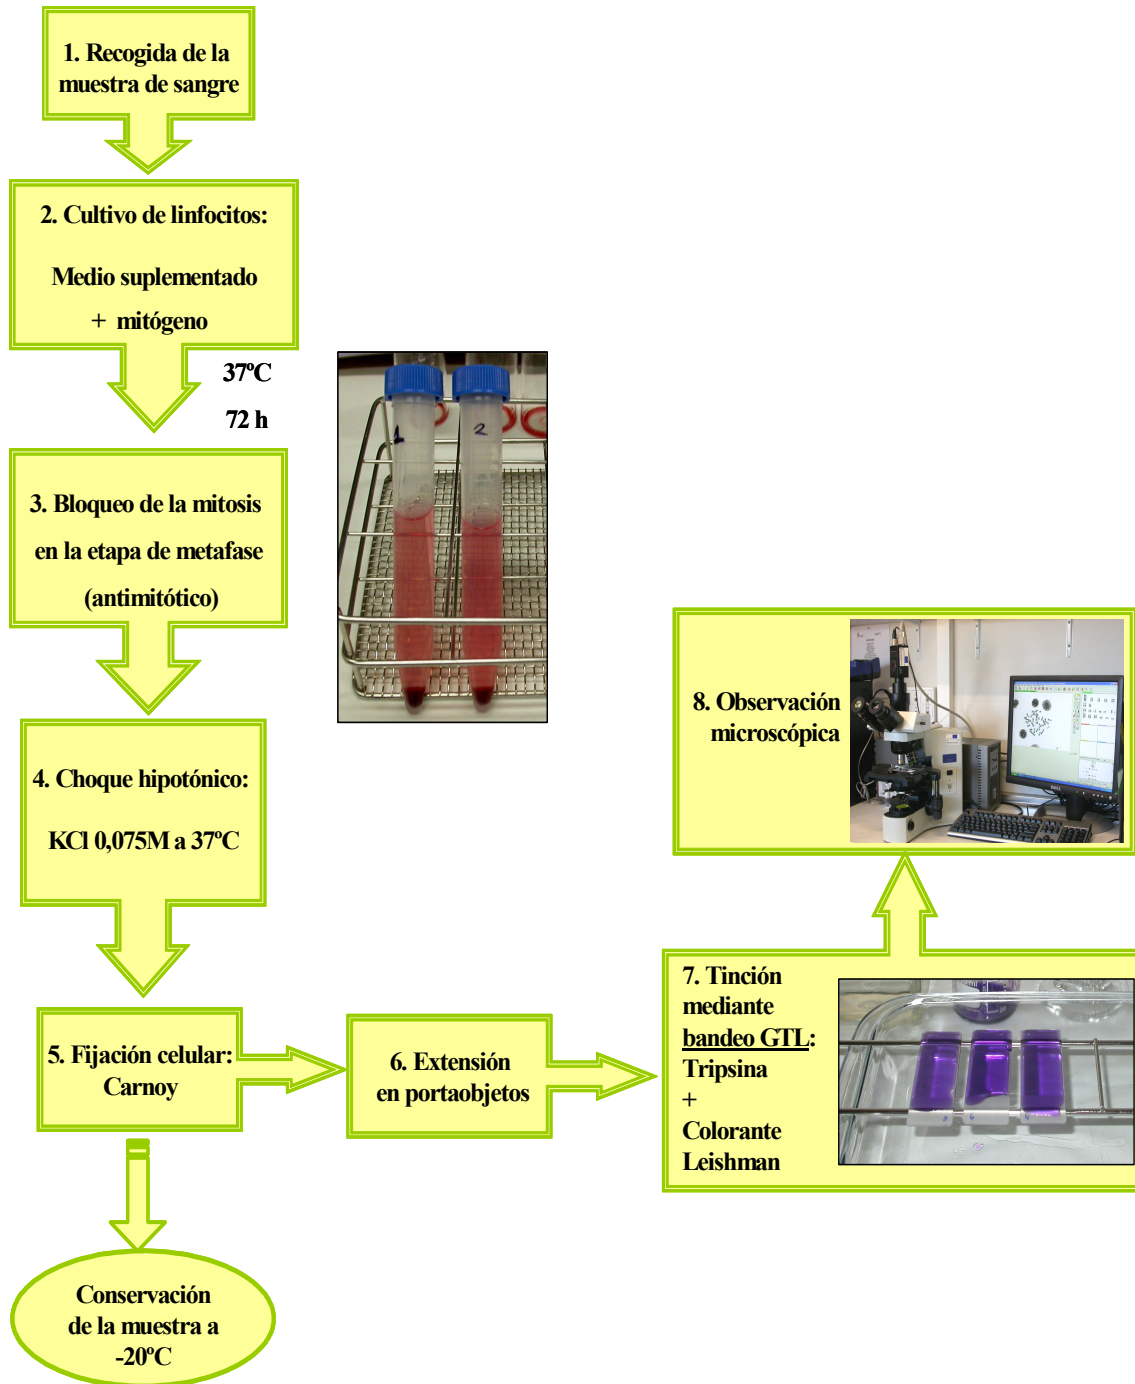 1. Recogida de la
muestra de sangre
2. Cultivo de linfocitos:
Medio suplementado
+ mitógeno
37ºC
72 h
3. Bloqueo de la mitosis
en la etapa de metafase
(antimitótico)
4. Choque hipotónico:
KCl 0,075M a 37ºC
5. Fijación celular:
Carnoy
Conservación
de la muestra a
-20ºC
6. Extensión
en portaobjetos
7. Tinción
mediante
bandeo GTL:
Tripsina
+
Colorante
Leishman
8. Observación
microscópica
1
2
DELL